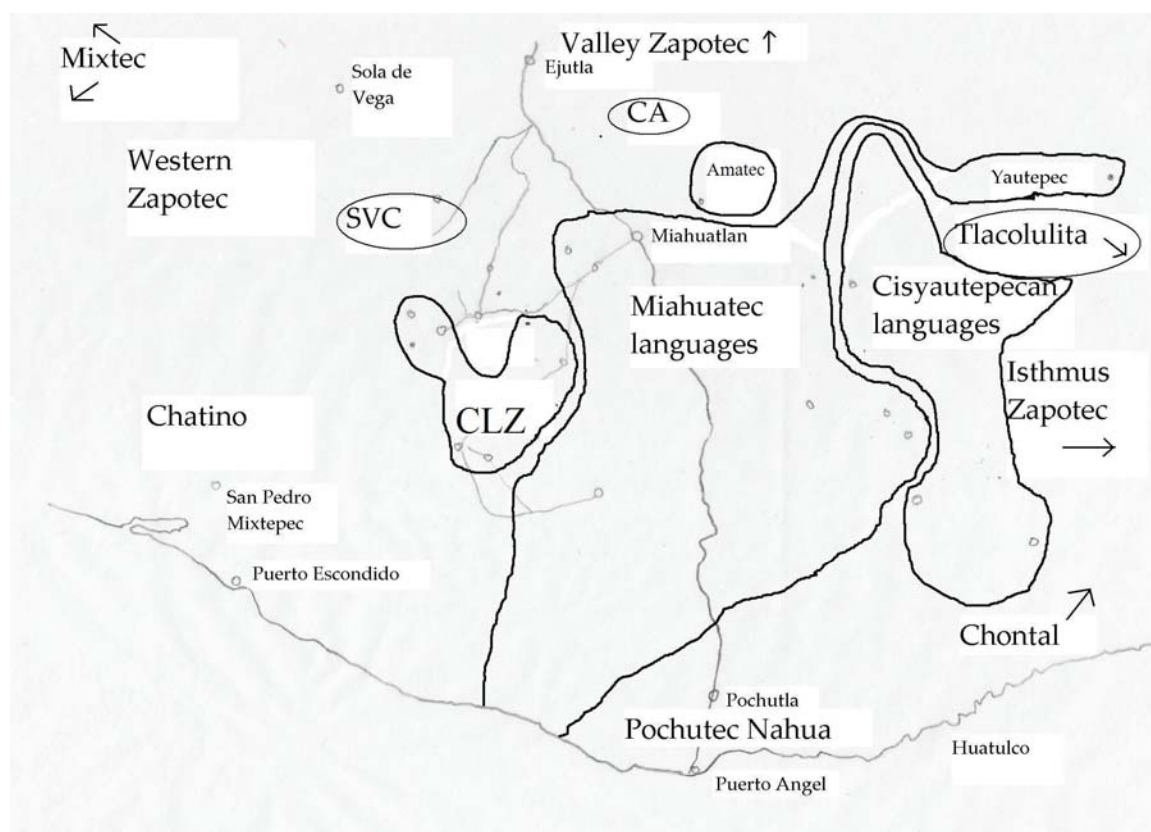 Mixtec
Valley Zapotec ↑
Ejutla
Sola de
Vega
CA
Western
Zapotec
Amatec
Yautepec
SVC
Miahuatlan
Tlacolulita
Miahuatec
languages
Cisyautepecan
languages
Isthmus
Zapotec
Chatino
CLZ
San Pedro
Mixtepec
Puerto Escondido
Chontal
Pochutla
Pochutec Nahua
Huatulco
Puerto Angel